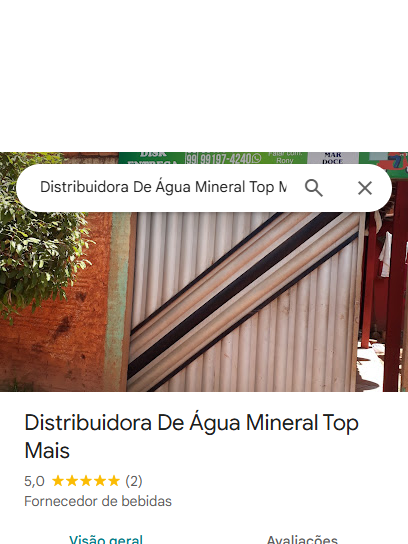 DISK
ENTREGA
99 99197-4240
Falar com:
Rony
MAR
DOCE
Distribuidora De Água Mineral Top M
Distribuidora De Água Mineral Top
Mais
5,0 (2)
Fornecedor de bebidas
Visão geral
Avaliações